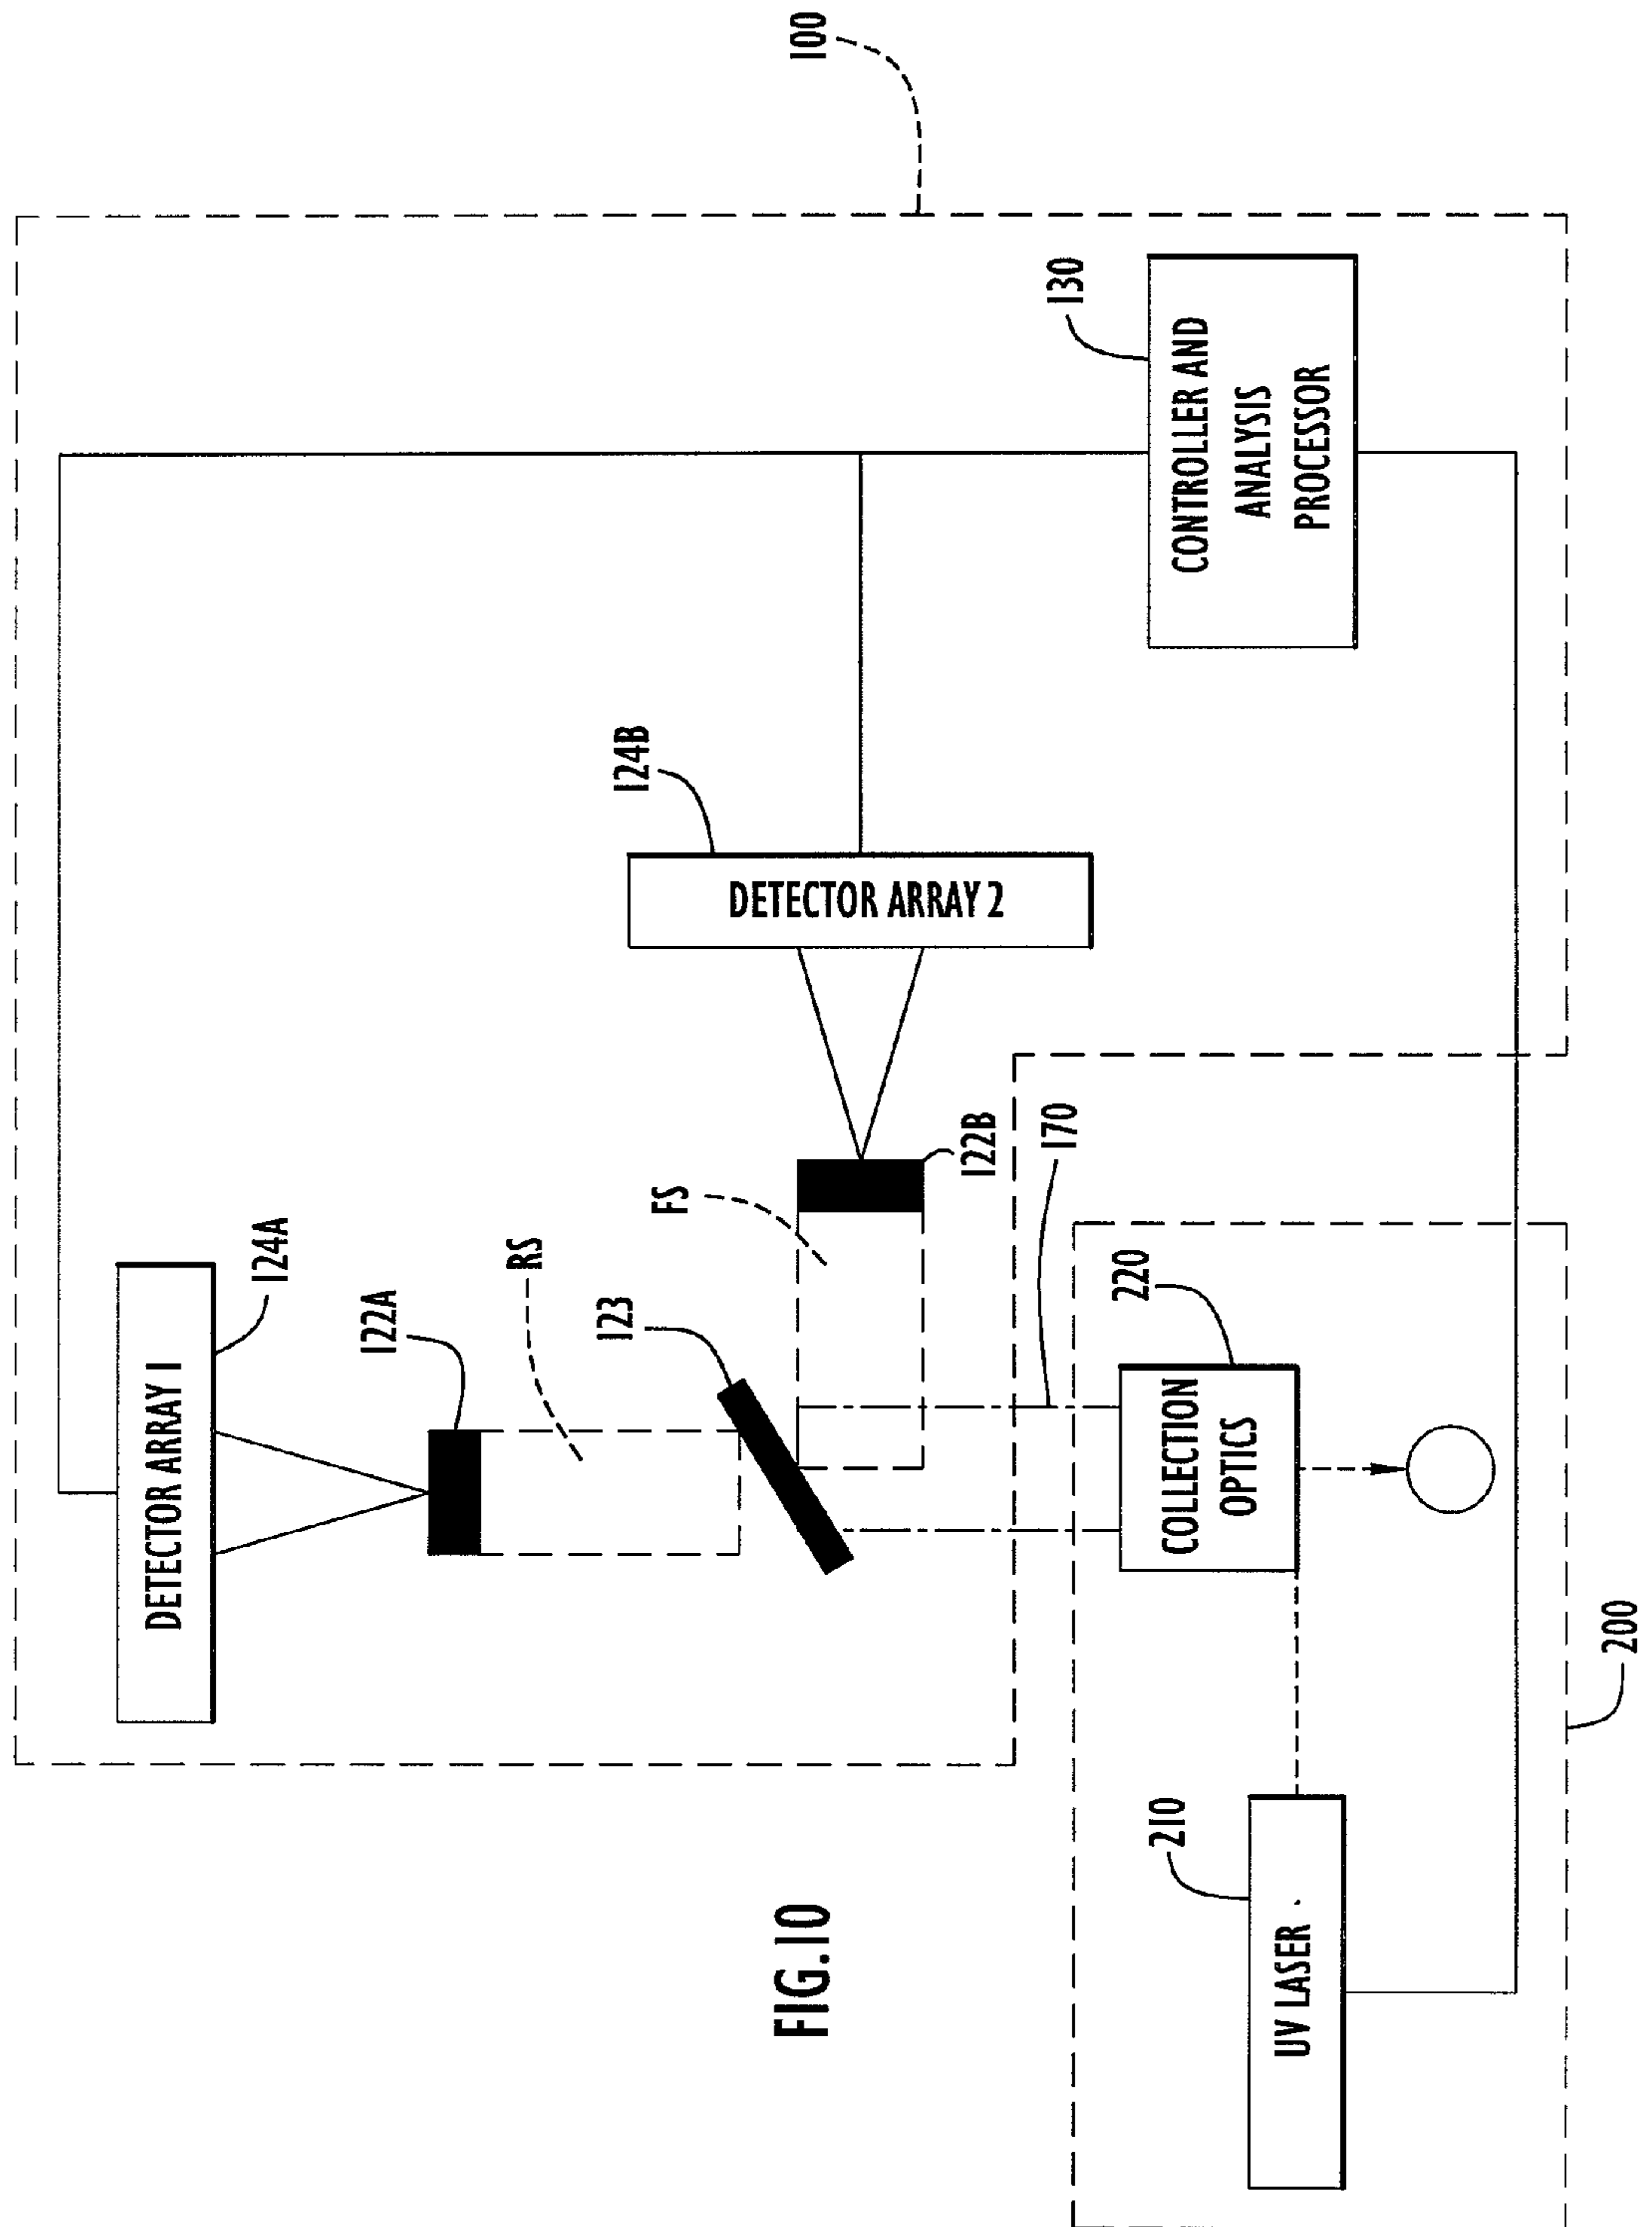 100
DETECTOR ARRAY 1
124A
122A
RS
123
FS
122B
124B
DETECTOR ARRAY 2
130
CONTROLLER AND
ANALYSIS
PROCESSOR
170
220
COLLECTION
OPTICS
210
UV LASER
200
FIG.10